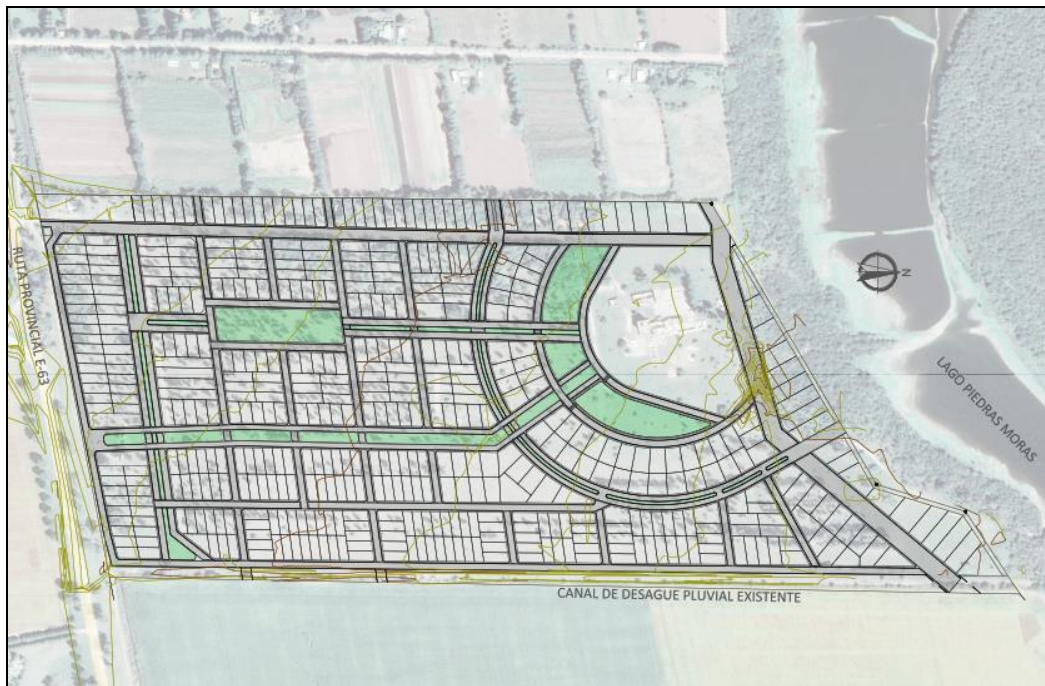 RUTA PROVINCIAL E-63
N
LAGO PIEDRAS MORAS
CANAL DE DESAGUE PLUVIAL EXISTENTE